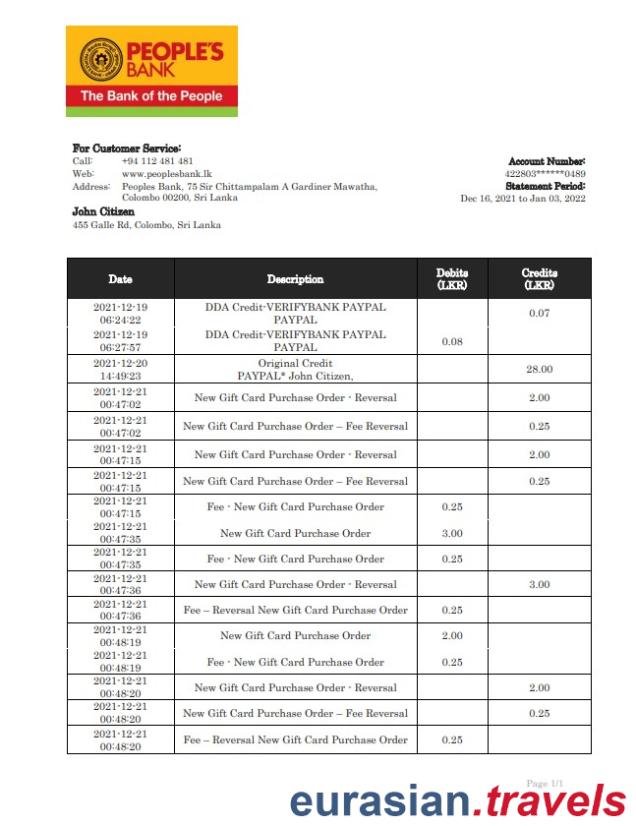 PEOPLE'S
BANK
The Bank of the People
For Customer Service:
Call: +94 112 481 481
Web: www.peoplesbank.lk
Address: Peoples Bank, 75 Sir Chittampalam A Gardiner Mawatha,
Colombo 00200, Sri Lanka
John Citizen
455 Galle Rd, Colombo, Sri Lanka
Account Number:
422803******0489
Statement Period:
Dec 16, 2021 to Jan 03, 2022
Date Description Debits (LKR) Credits (LKR)
2021-12-19 06:24:22 DDA Credit-VERIFYBANK PAYPAL PAYPAL 0.07
2021-12-19 06:27:57 DDA Credit-VERIFYBANK PAYPAL PAYPAL 0.08
2021-12-20 14:49:23 Original Credit PAYPAL* John Citizen, 28.00
2021-12-21 00:47:02 New Gift Card Purchase Order - Reversal 2.00
2021-12-21 00:47:02 New Gift Card Purchase Order – Fee Reversal 0.25
2021-12-21 00:47:15 New Gift Card Purchase Order - Reversal 2.00
2021-12-21 00:47:15 New Gift Card Purchase Order – Fee Reversal 0.25
2021-12-21 00:47:15 Fee - New Gift Card Purchase Order 0.25
2021-12-21 00:47:35 New Gift Card Purchase Order 3.00
2021-12-21 00:47:35 Fee - New Gift Card Purchase Order 0.25
2021-12-21 00:47:36 New Gift Card Purchase Order - Reversal 3.00
2021-12-21 00:47:36 Fee – Reversal New Gift Card Purchase Order 0.25
2021-12-21 00:48:19 New Gift Card Purchase Order 2.00
2021-12-21 00:48:19 Fee - New Gift Card Purchase Order 0.25
2021-12-21 00:48:20 New Gift Card Purchase Order - Reversal 2.00
2021-12-21 00:48:20 New Gift Card Purchase Order – Fee Reversal 0.25
2021-12-21 00:48:20 Fee – Reversal New Gift Card Purchase Order 0.25
Page 1/1
eurasian.travels